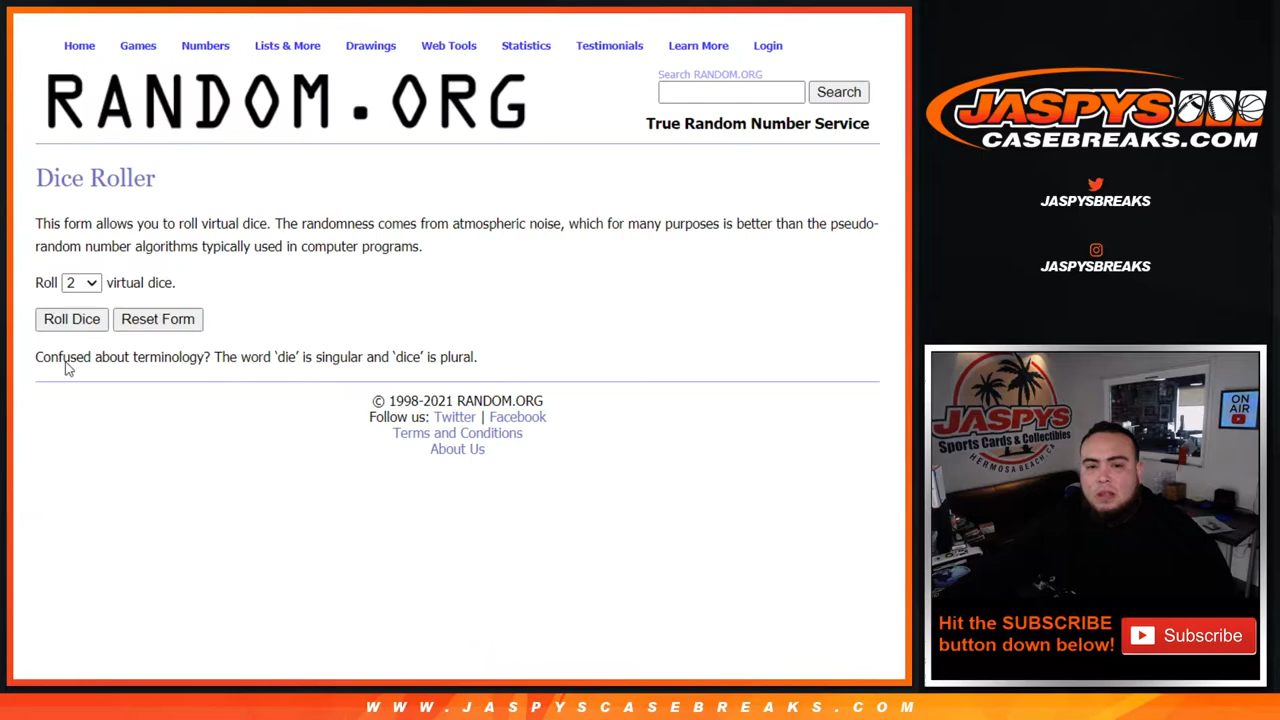 Home Games Numbers Lists & More Drawings Web Tools Statistics Testimonials Learn More Login
RANDOM.ORG
Search RANDOM.ORG
Search
True Random Number Service
Dice Roller
This form allows you to roll virtual dice. The randomness comes from atmospheric noise, which for many purposes is better than the pseudo-
random number algorithms typically used in computer programs.
Roll 2 virtual dice.
Roll Dice Reset Form
Confused about terminology? The word ‘die’ is singular and ‘dice’ is plural.
© 1998-2021 RANDOM.ORG
Follow us: Twitter | Facebook
Terms and Conditions
About Us
JASPYS
CASEBREAKS.COM
JASPYSBREAKS
JASPYSBREAKS
JASPYS
Sports Cards & Collectibles
HERMOSA BEACH, CA
ON
AIR
Hit the SUBSCRIBE
button down below!
Subscribe
WWW.JASPYSCASEBREAKS.COM